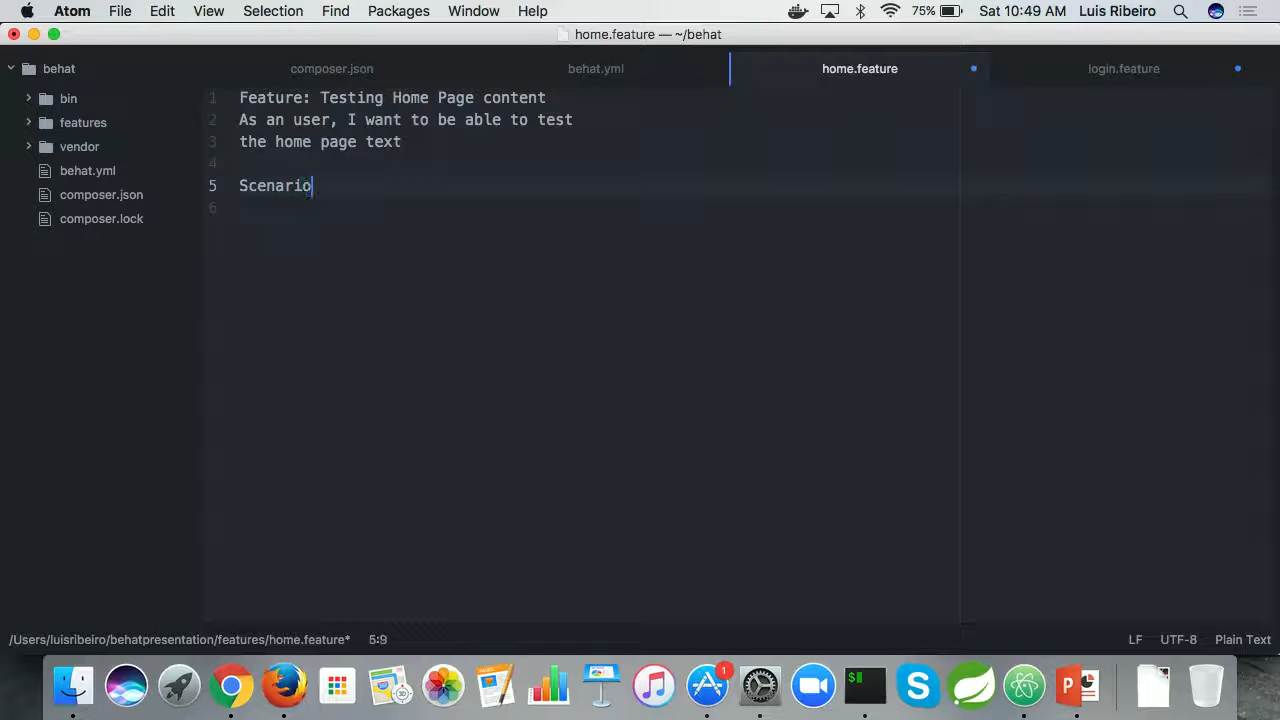 Atom File Edit View Selection Find Packages Window Help 75% Sat 10:49 AM Luis Ribeiro
home.feature — ~/behat
behat composer.json behat.yml home.feature login.feature
bin
features
vendor
behat.yml
composer.json
composer.lock
1 Feature: Testing Home Page content
2 As an user, I want to be able to test
3 the home page text
4
5 Scenario
6
/Users/luisribeiro/behatpresentation/features/home.feature* 5:9 LF UTF-8 Plain Text
1
$
S
P